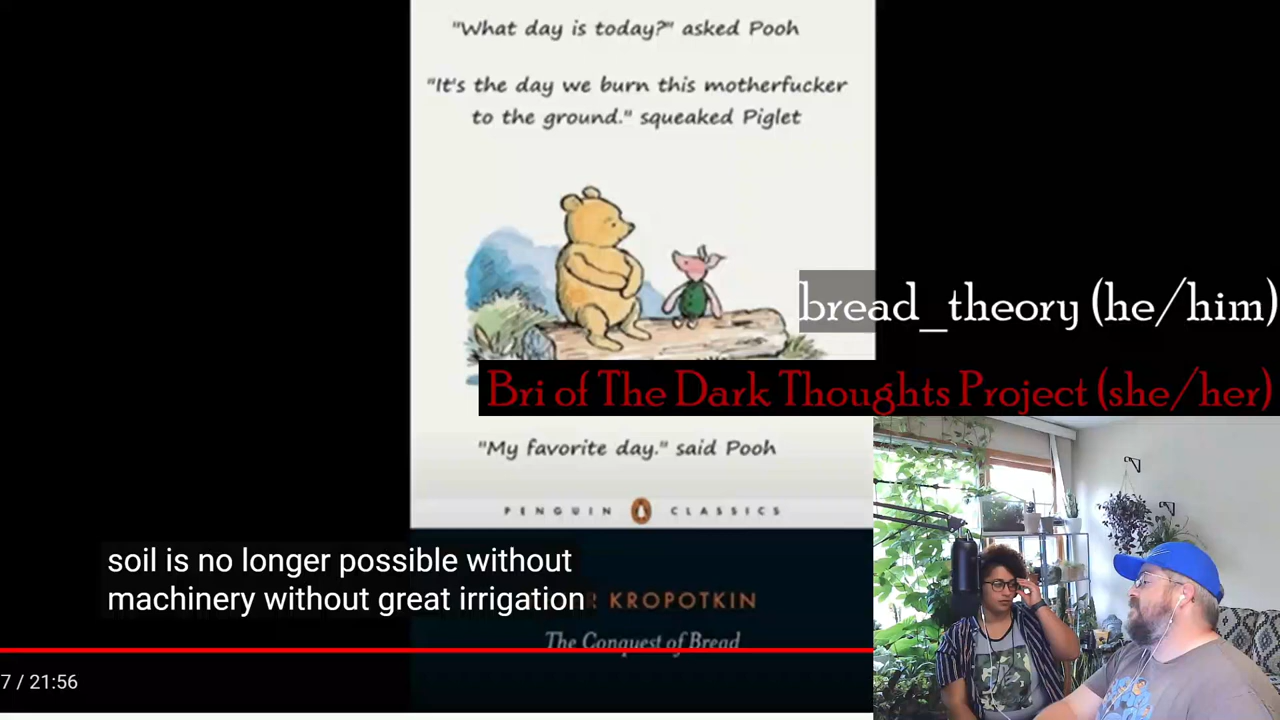 "What day is today?" asked Pooh
"It's the day we burn this motherfucker
to the ground." squeaked Piglet
bread_theory (he/him)
Bri of The Dark Thoughts Project (she/her)
"My favorite day." said Pooh
PENGUIN CLASSICS
soil is no longer possible without
machinery without great irrigation
KROPOTKIN
The Conquest of Bread
7 / 21:56